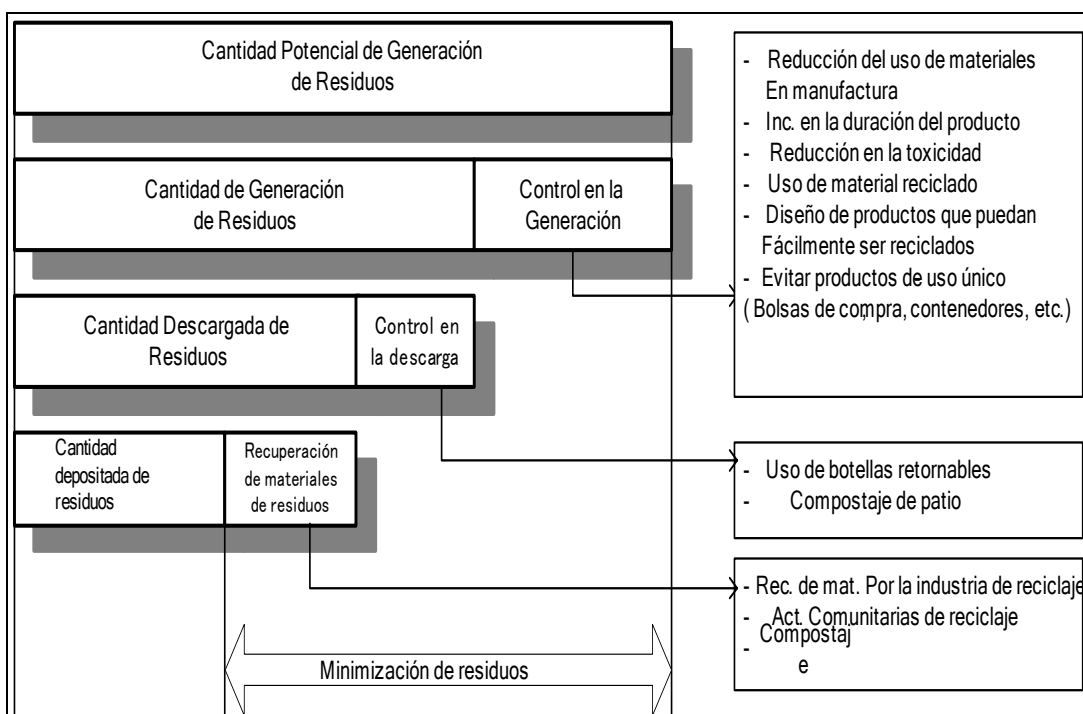 Cantidad Potencial de Generación
de Residuos
Cantidad de Generación
de Residuos
Control en la
Generación
Cantidad Descargada de
Residuos
Control en
la descarga
Cantidad
depositada de
residuos
Recuperación
de materiales
de residuos
Minimización de residuos
- Reducción del uso de materiales
En manufactura
- Inc. en la duración del producto
- Reducción en la toxicidad
- Uso de material reciclado
- Diseño de productos que puedan
Fácilmente ser reciclados
- Evitar productos de uso único
( Bolsas de compra, contenedores, etc.)
- Uso de botellas retornables
- Compostaje de patio
- Rec. de mat. Por la industria de reciclaje
- Act. Comunitarias de reciclaje
- Compostaj
e